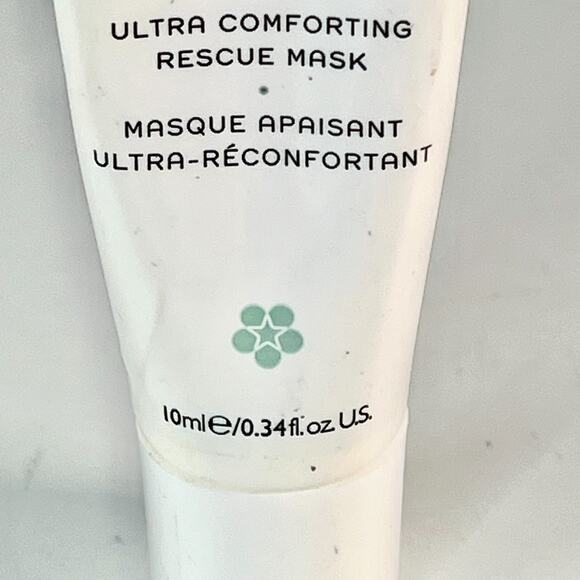 ULTRA COMFORTING
RESCUE MASK
MASQUE APAISANT
ULTRA-RÉCONFORTANT
10ml℮/0.34fl.oz U.S.